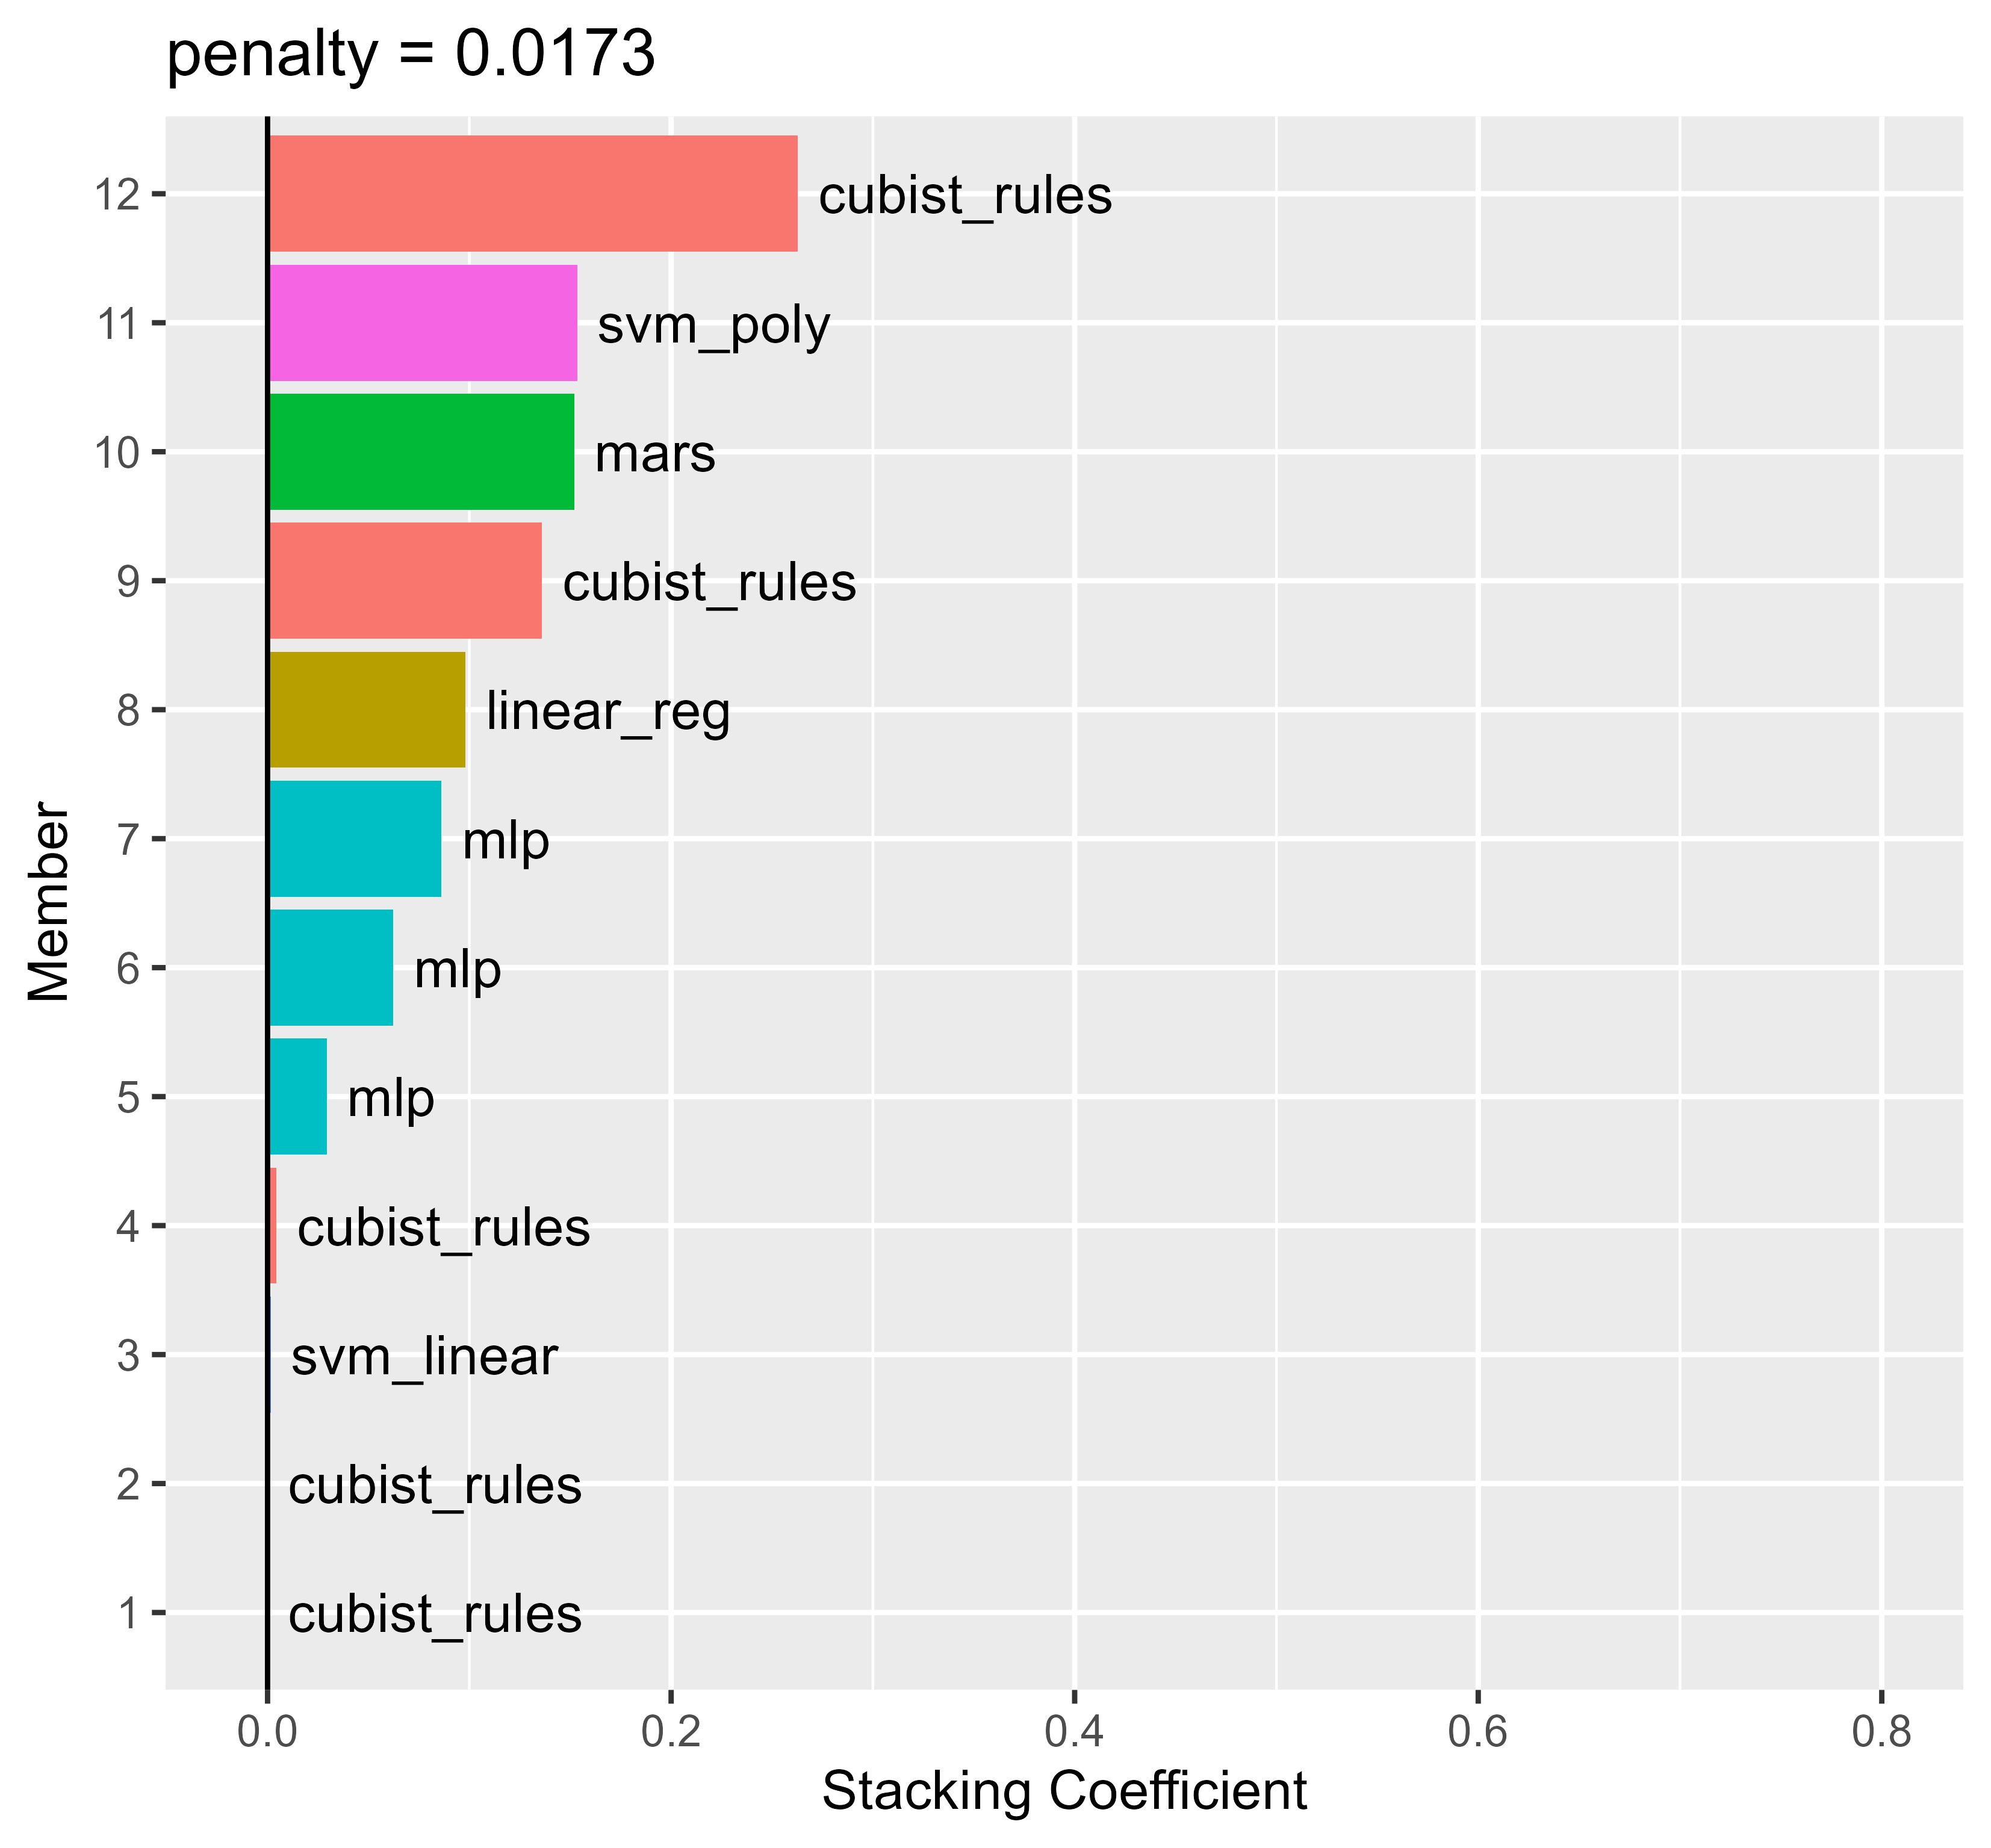 penalty = 0.0173
12
cubist_rules
11
svm_poly
10
mars
9
cubist_rules
8
linear_reg
7
mlp
6
mlp
5
mlp
4
cubist_rules
3
svm_linear
2
cubist_rules
1
cubist_rules
Member
0.0 0.2 0.4 0.6 0.8
Stacking Coefficient